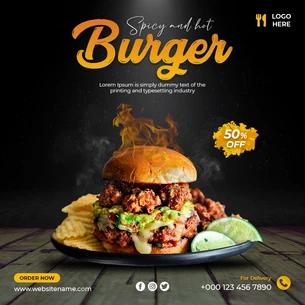 Spicy and hot
Burger
LOGO
HERE
Lorem Ipsum is simply dummy text of the
printing and typesetting industry
50%
OFF
ORDER NOW
www.websitename.com
For Delivery
+000 123 456 7890